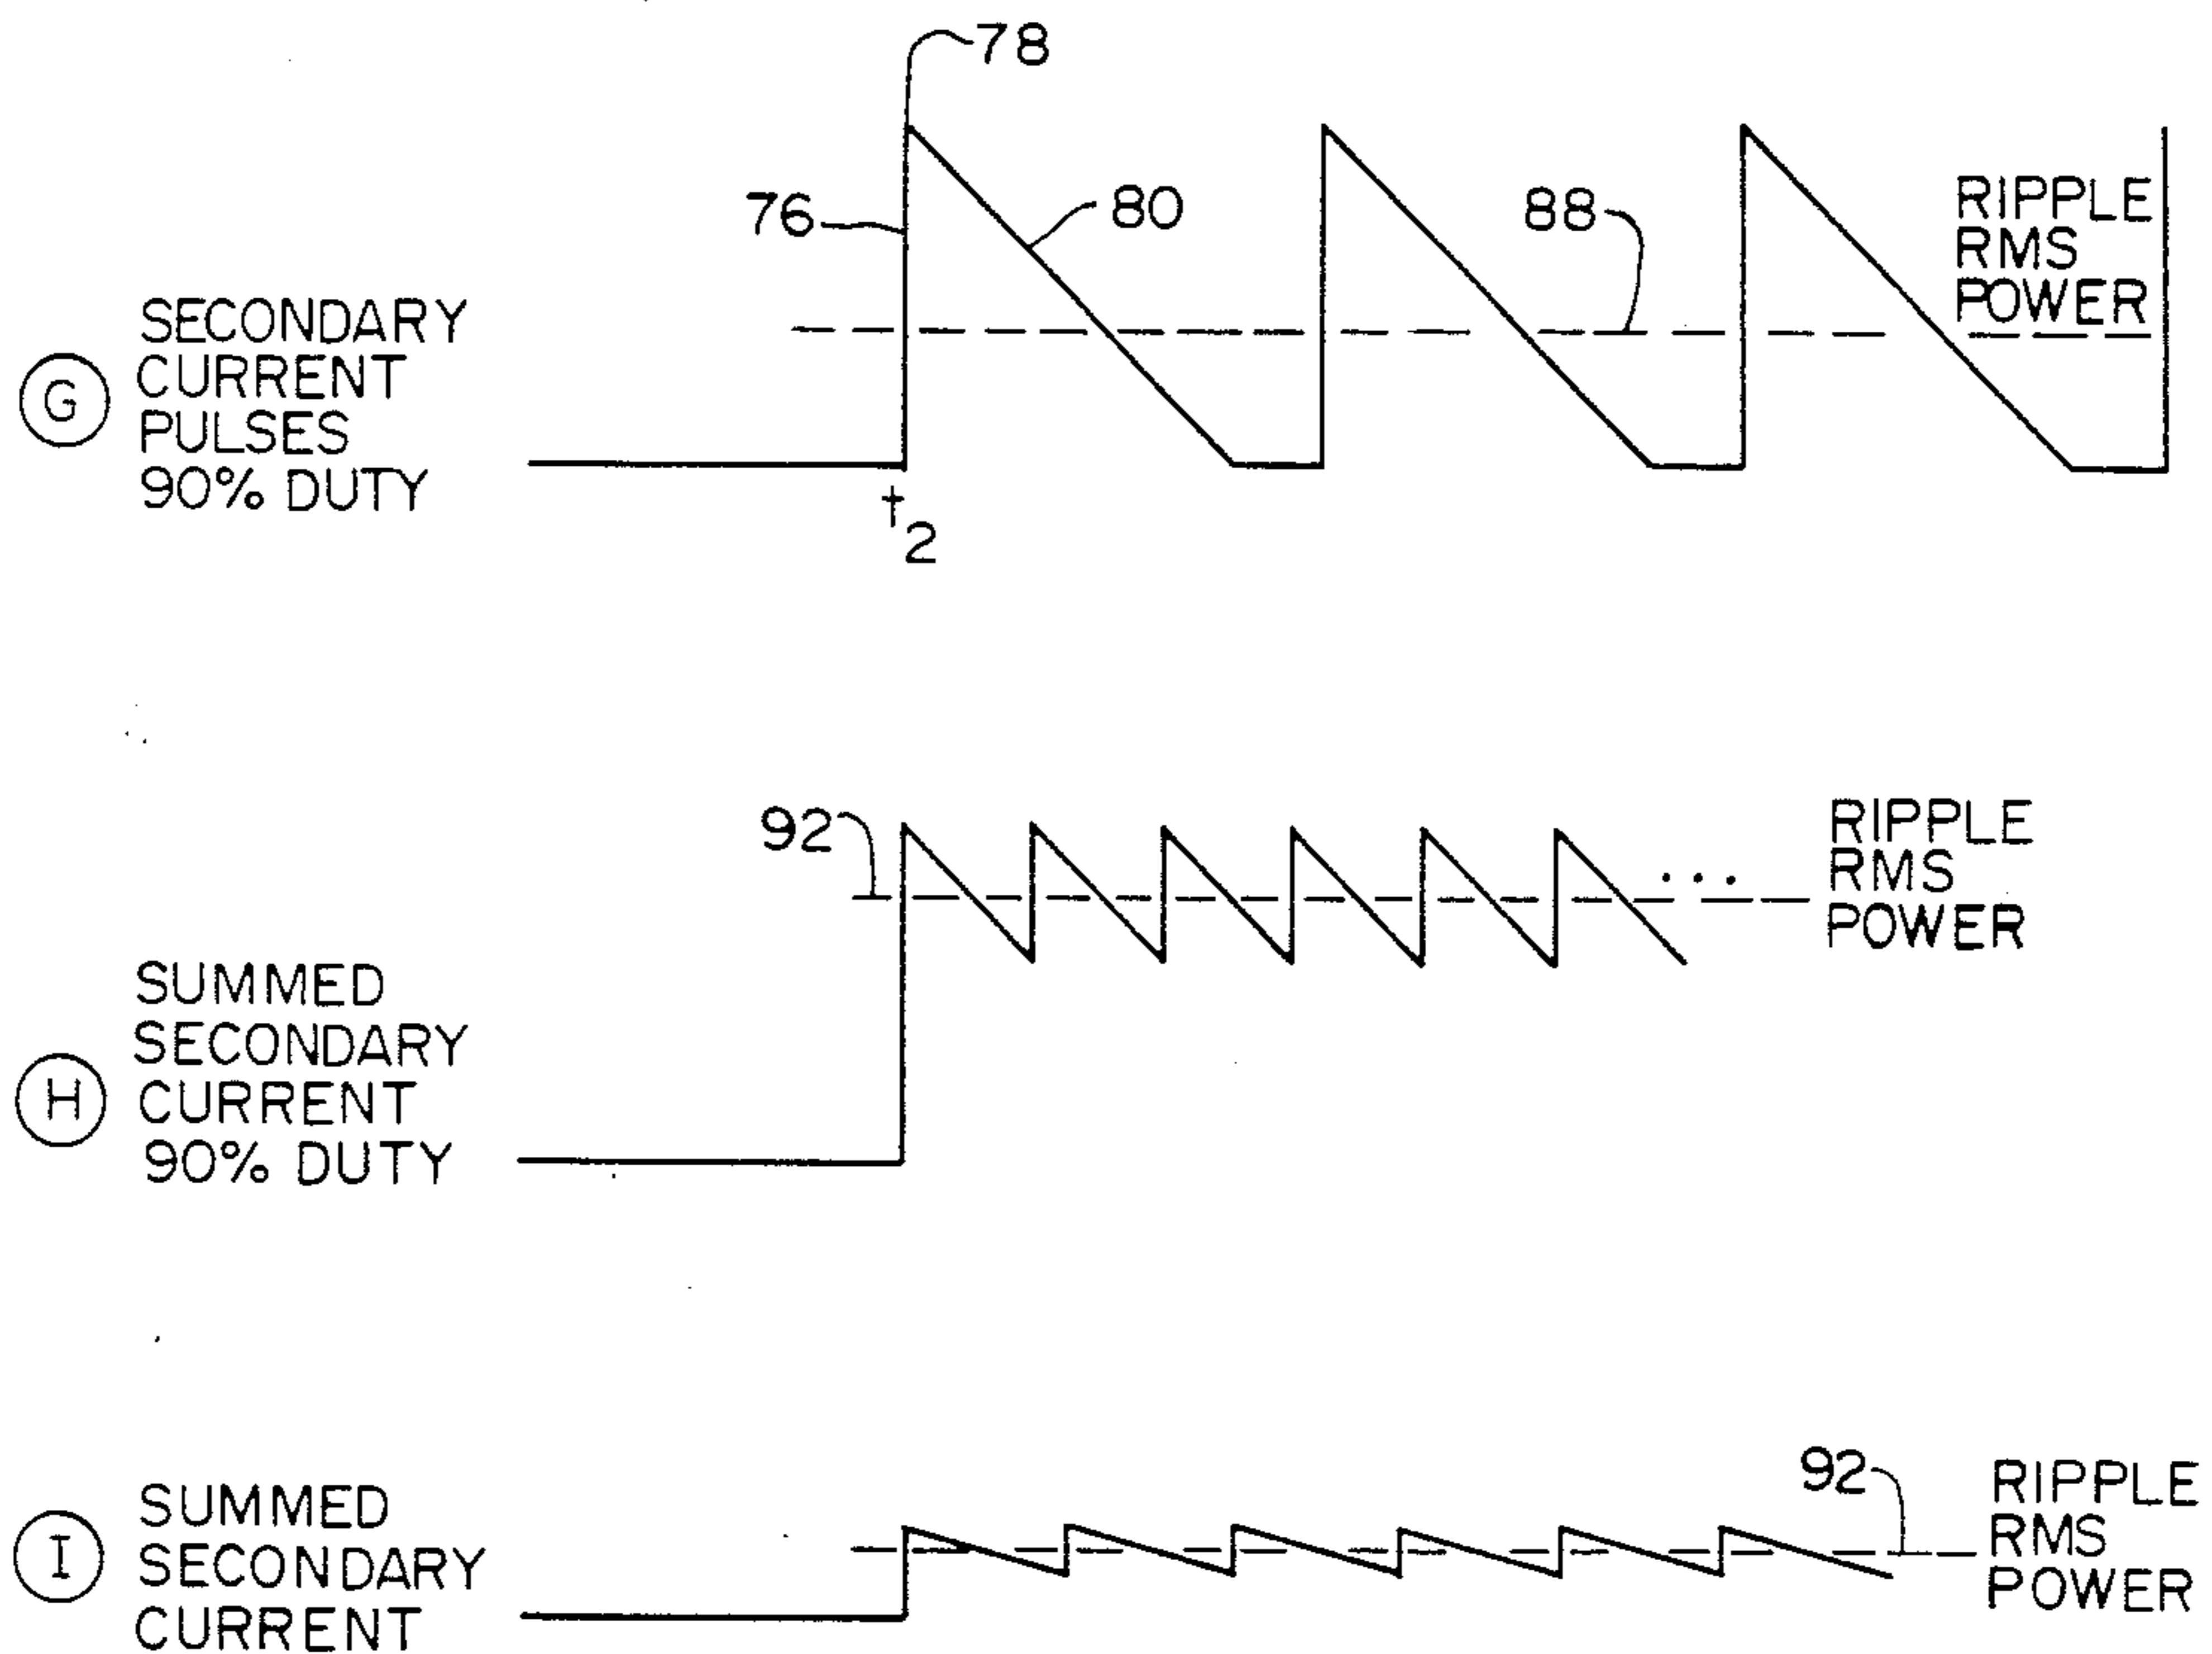 78
76
80
88
RIPPLE
RMS
POWER
G
SECONDARY
CURRENT
PULSES
90% DUTY
t2
92
RIPPLE
RMS
POWER
H
SUMMED
SECONDARY
CURRENT
90% DUTY
92
RIPPLE
RMS
POWER
I
SUMMED
SECONDARY
CURRENT